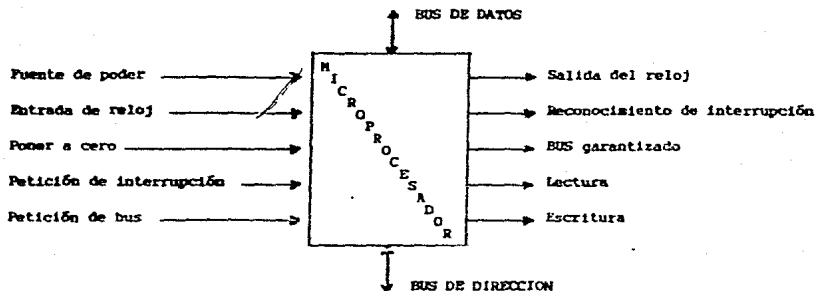 BUS DE DATOS
Fuente de poder
Entrada de reloj
Poner a cero
Petición de interrupción
Petición de bus
MICROPROCESADOR
Salida del reloj
Reconocimiento de interrupción
BUS garantizado
Lectura
Escritura
BUS DE DIRECCION